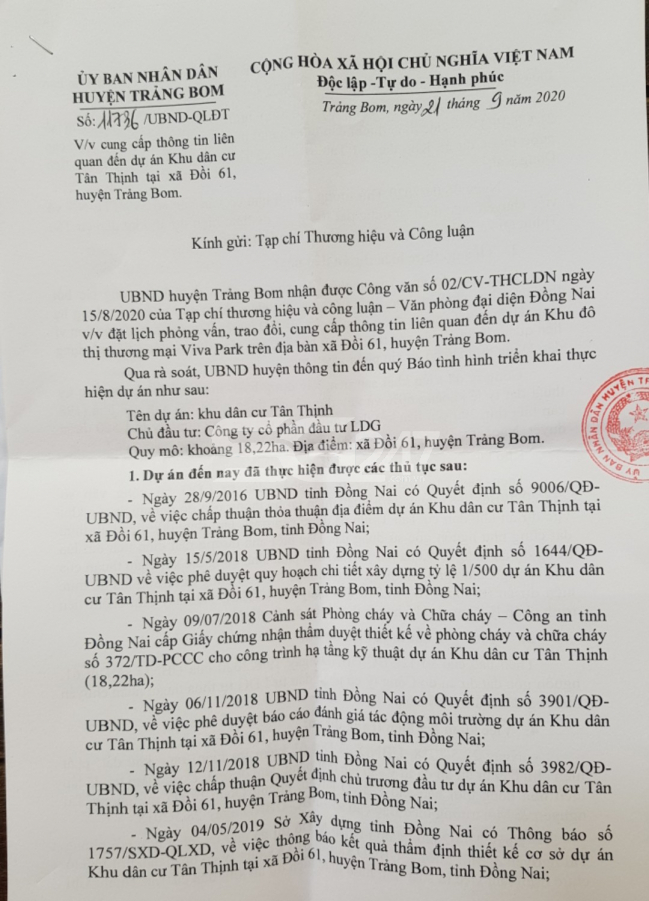 ỦY BAN NHÂN DÂN
HUYỆN TRẢNG BOM
Số: 11736 /UBND-QLĐT
V/v cung cấp thông tin liên
quan đến dự án Khu dân cư
Tân Thịnh tại xã Đồi 61,
huyện Trảng Bom.
CỘNG HÒA XÃ HỘI CHỦ NGHĨA VIỆT NAM
Độc lập -Tự do - Hạnh phúc
Trảng Bom, ngày 21 tháng 9 năm 2020
Kính gửi: Tạp chí Thương hiệu và Công luận
UBND huyện Trảng Bom nhận được Công văn số 02/CV-THCLDN ngày
15/8/2020 của Tạp chí thương hiệu và công luận – Văn phòng đại diện Đồng Nai
v/v đặt lịch phỏng vấn, trao đổi, cung cấp thông tin liên quan đến dự án Khu đô
thị thương mại Viva Park trên địa bàn xã Đồi 61, huyện Trảng Bom.
Qua rà soát, UBND huyện thông tin đến quý Báo tình hình triển khai thực
hiện dự án như sau:
Tên dự án: khu dân cư Tân Thịnh
Chủ đầu tư: Công ty cổ phần đầu tư LDG
Quy mô: khoảng 18,22ha. Địa điểm: xã Đồi 61, huyện Trảng Bom.
1. Dự án đến nay đã thực hiện được các thủ tục sau:
- Ngày 28/9/2016 UBND tỉnh Đồng Nai có Quyết định số 9006/QĐ-
UBND, về việc chấp thuận thỏa thuận địa điểm dự án Khu dân cư Tân Thịnh tại
xã Đồi 61, huyện Trảng Bom, tỉnh Đồng Nai;
- Ngày 15/5/2018 UBND tỉnh Đồng Nai có Quyết định số 1644/QĐ-
UBND về việc phê duyệt quy hoạch chi tiết xây dựng tỷ lệ 1/500 dự án Khu dân
cư Tân Thịnh tại xã Đồi 61, huyện Trảng Bom, tỉnh Đồng Nai;
- Ngày 09/07/2018 Cảnh sát Phòng cháy và Chữa cháy – Công an tỉnh
Đồng Nai cấp Giấy chứng nhận thẩm duyệt thiết kế về phòng cháy và chữa cháy
số 372/TD-PCCC cho công trình hạ tầng kỹ thuật dự án Khu dân cư Tân Thịnh
(18,22ha);
- Ngày 06/11/2018 UBND tỉnh Đồng Nai có Quyết định số 3901/QĐ-
UBND, về việc phê duyệt báo cáo đánh giá tác động môi trường dự án Khu dân
cư Tân Thịnh tại xã Đồi 61, huyện Trảng Bom, tỉnh Đồng Nai;
- Ngày 12/11/2018 UBND tỉnh Đồng Nai có Quyết định số 3982/QĐ-
UBND, về việc chấp thuận Quyết định chủ trương đầu tư dự án Khu dân cư Tân
Thịnh tại xã Đồi 61, huyện Trảng Bom, tỉnh Đồng Nai;
- Ngày 04/05/2019 Sở Xây dựng tỉnh Đồng Nai có Thông báo số
1757/SXD-QLXD, về việc thông báo kết quả thẩm định thiết kế cơ sở dự án
Khu dân cư Tân Thịnh tại xã Đồi 61, huyện Trảng Bom, tỉnh Đồng Nai;